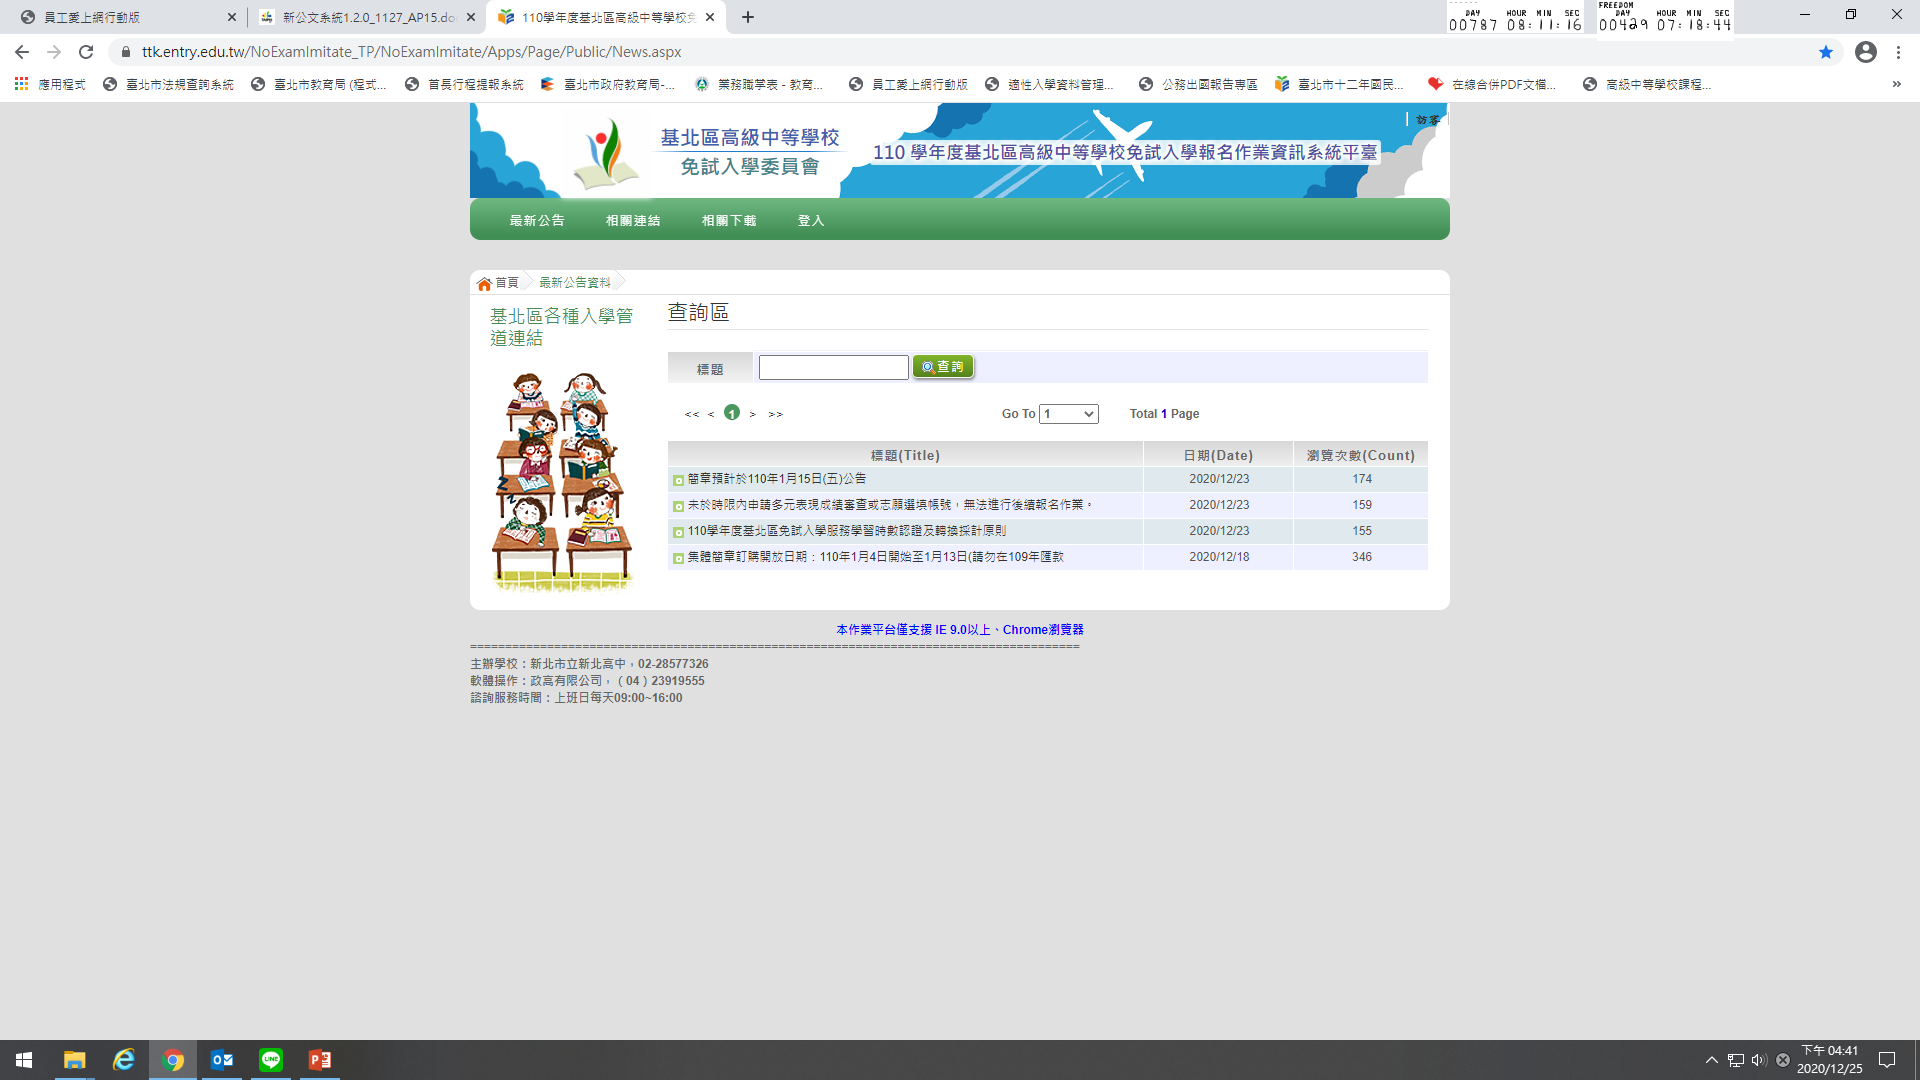 員工愛上網行動版
新公文系統1.2.0_1127_AP15.do
110學年度基北區高級中等學校免
DAY HOUR MIN SEC
00787 08:11:16
FREEDOM
DAY HOUR MIN SEC
00429 07:18:44
ttk.entry.edu.tw/NoExamImitate_TP/NoExamImitate/Apps/Page/Public/News.aspx
應用程式 臺北市法規查詢系統 臺北市教育局 (程式... 首長行程提報系統 臺北市政府教育局-... 業務職掌表 - 教育... 員工愛上網行動版 適性入學資料管理... 公務出國報告專區 臺北市十二年國民... 在線合併PDF文檔... 高級中等學校課程... »
訪客
基北區高級中等學校
免試入學委員會
110 學年度基北區高級中等學校免試入學報名作業資訊系統平臺
最新公告 相關連結 相關下載 登入
首頁 最新公告資料
基北區各種入學管
道連結
查詢區
標題 查詢
<< < 1 > >> Go To 1 Total 1 Page
標題(Title) 日期(Date) 瀏覽次數(Count)
簡章預計於110年1月15日(五)公告 2020/12/23 174
未於時限內申請多元表現成績審查或志願選填帳號，無法進行後續報名作業。 2020/12/23 159
110學年度基北區免試入學服務學習時數認證及轉換採計原則 2020/12/23 155
集體簡章訂購開放日期：110年1月4日開始至1月13日(請勿在109年匯款 2020/12/18 346
本作業平台僅支援 IE 9.0以上、Chrome瀏覽器
=======================================================================================
主辦學校：新北市立新北高中，02-28577326
軟體操作：政高有限公司，（04）23919555
諮詢服務時間：上班日每天09:00~16:00
下午 04:41
2020/12/25